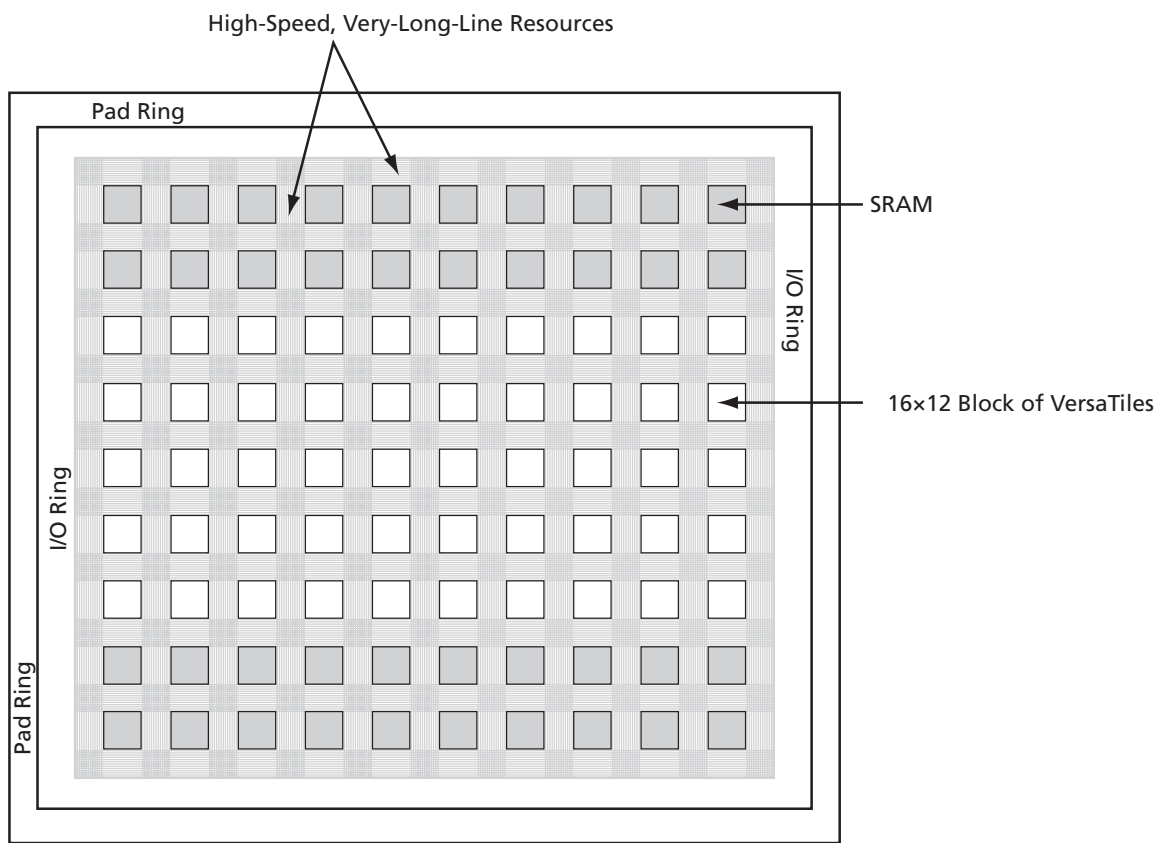 High-Speed, Very-Long-Line Resources
Pad Ring
SRAM
I/O Ring
16×12 Block of VersaTiles
I/O Ring
Pad Ring